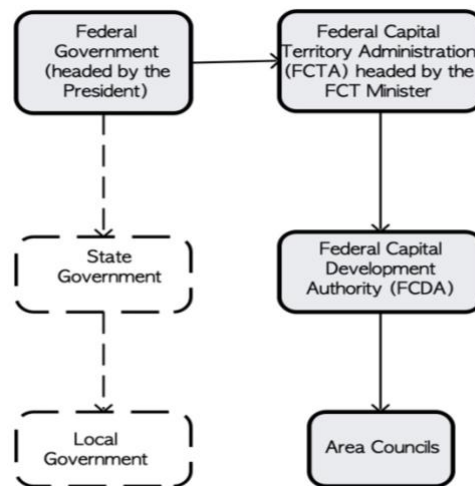 Federal
Government
(headed by the
President)
Federal Capital
Territory Administration
(FCTA) headed by the
FCT Minister
State
Government
Federal Capital
Development
Authority (FCDA)
Local
Government
Area Councils